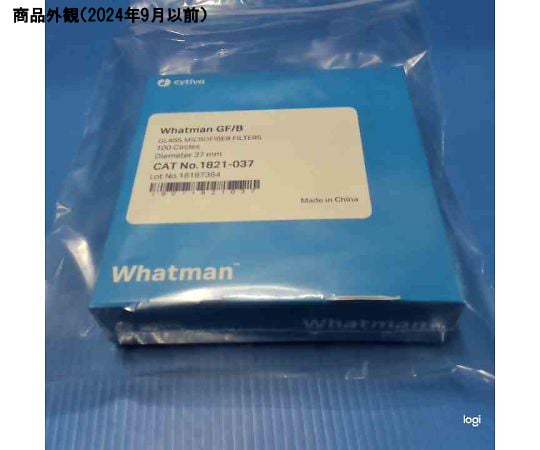 商品外観(2024年9月以前)
cytiva
Whatman GF/B
GLASS MICROFIBER FILTERS
100 Circles
Diameter 37 mm
CAT No.1821-037
Lot No.18197364
Made in China
Whatman™
Whatman
logi